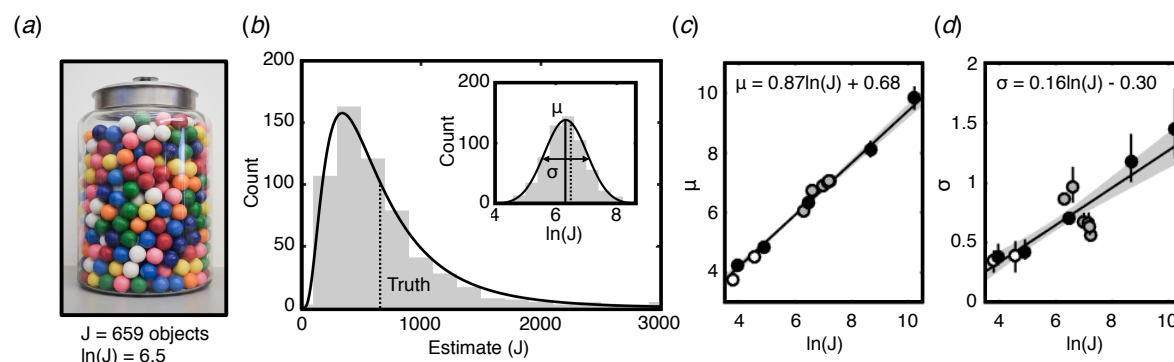 (a)
J = 659 objects
ln(J) = 6.5
(b)
Count
200
150
100
50
0
0 1000 2000 3000
Estimate (J)
Truth
Count
200
100
0
4 6 8
ln(J)
μ
σ
(c)
μ = 0.87ln(J) + 0.68
μ
10
8
6
4
4 6 8 10
ln(J)
(d)
σ = 0.16ln(J) - 0.30
σ
2
1.5
1
0.5
0
4 6 8 10
ln(J)